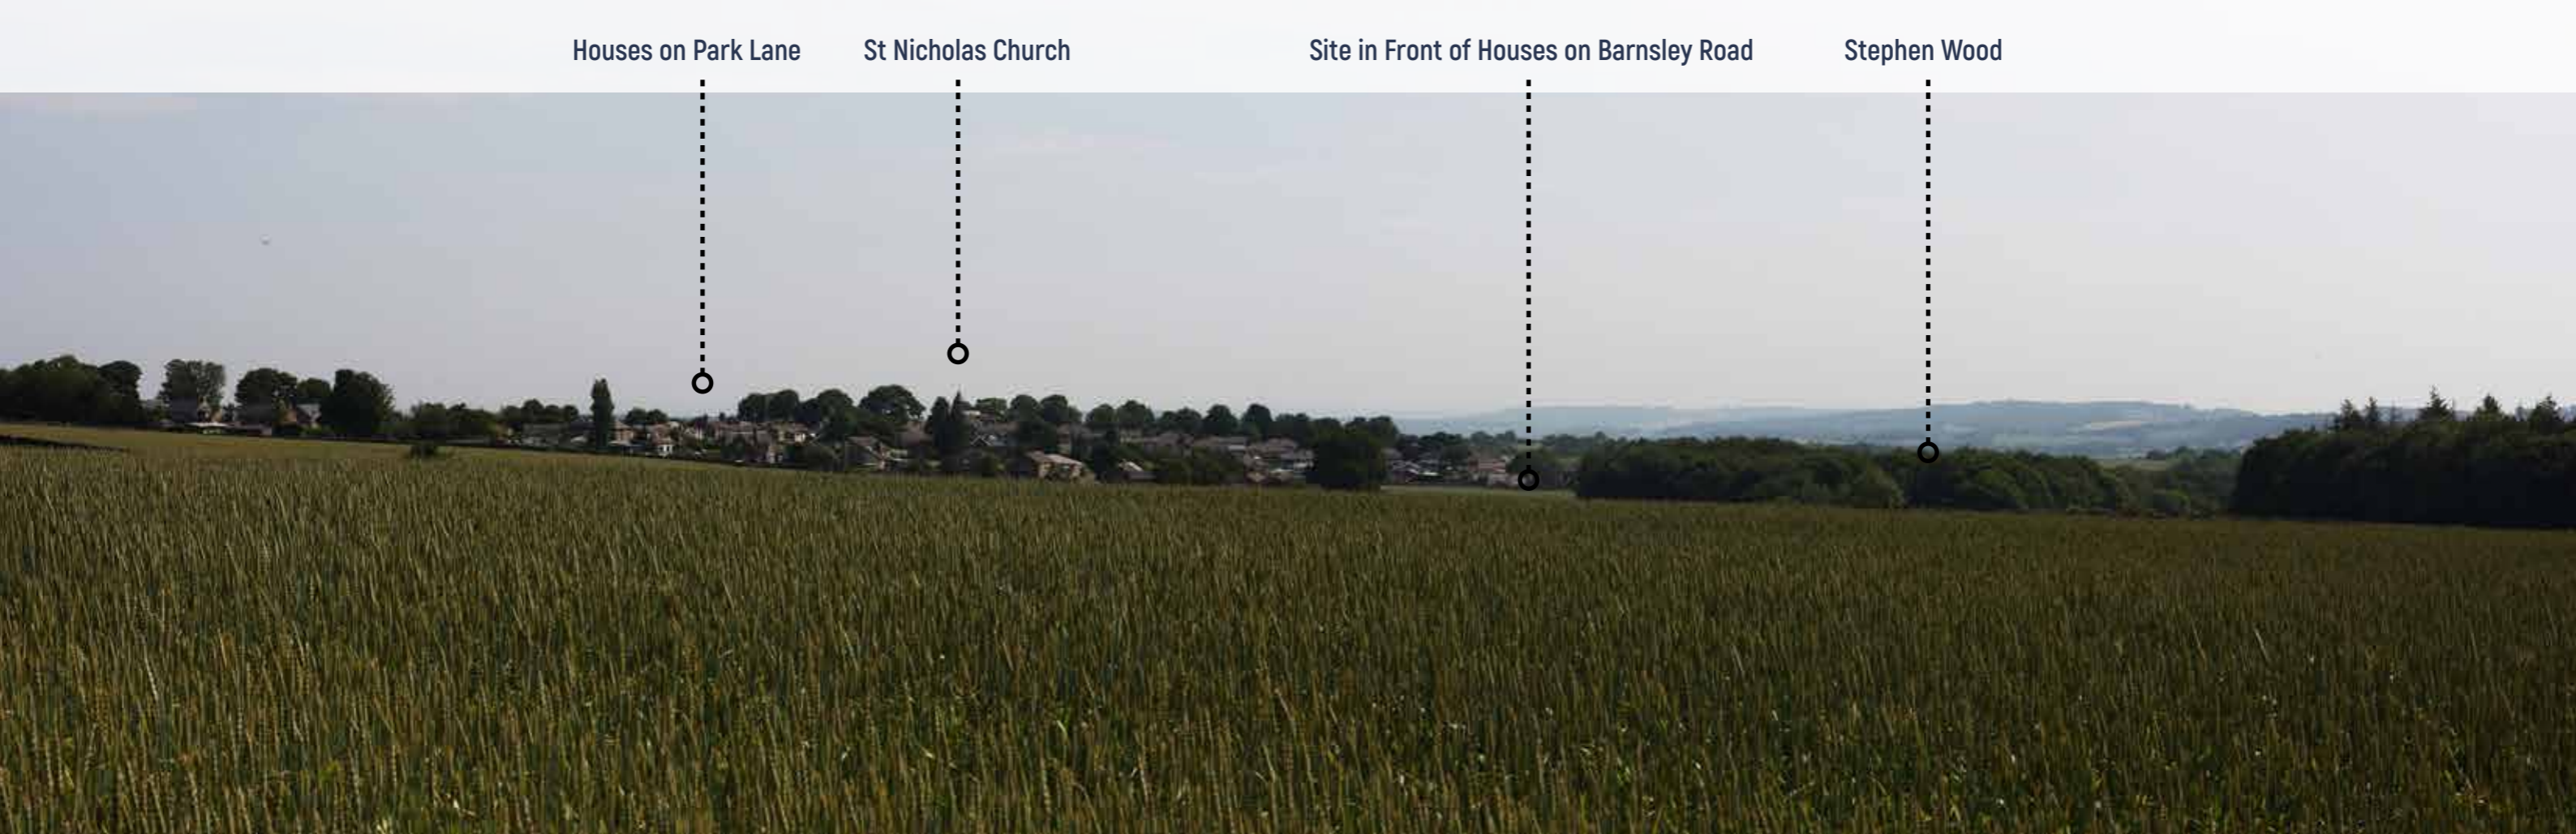 Houses on Park Lane
St Nicholas Church
Site in Front of Houses on Barnsley Road
Stephen Wood